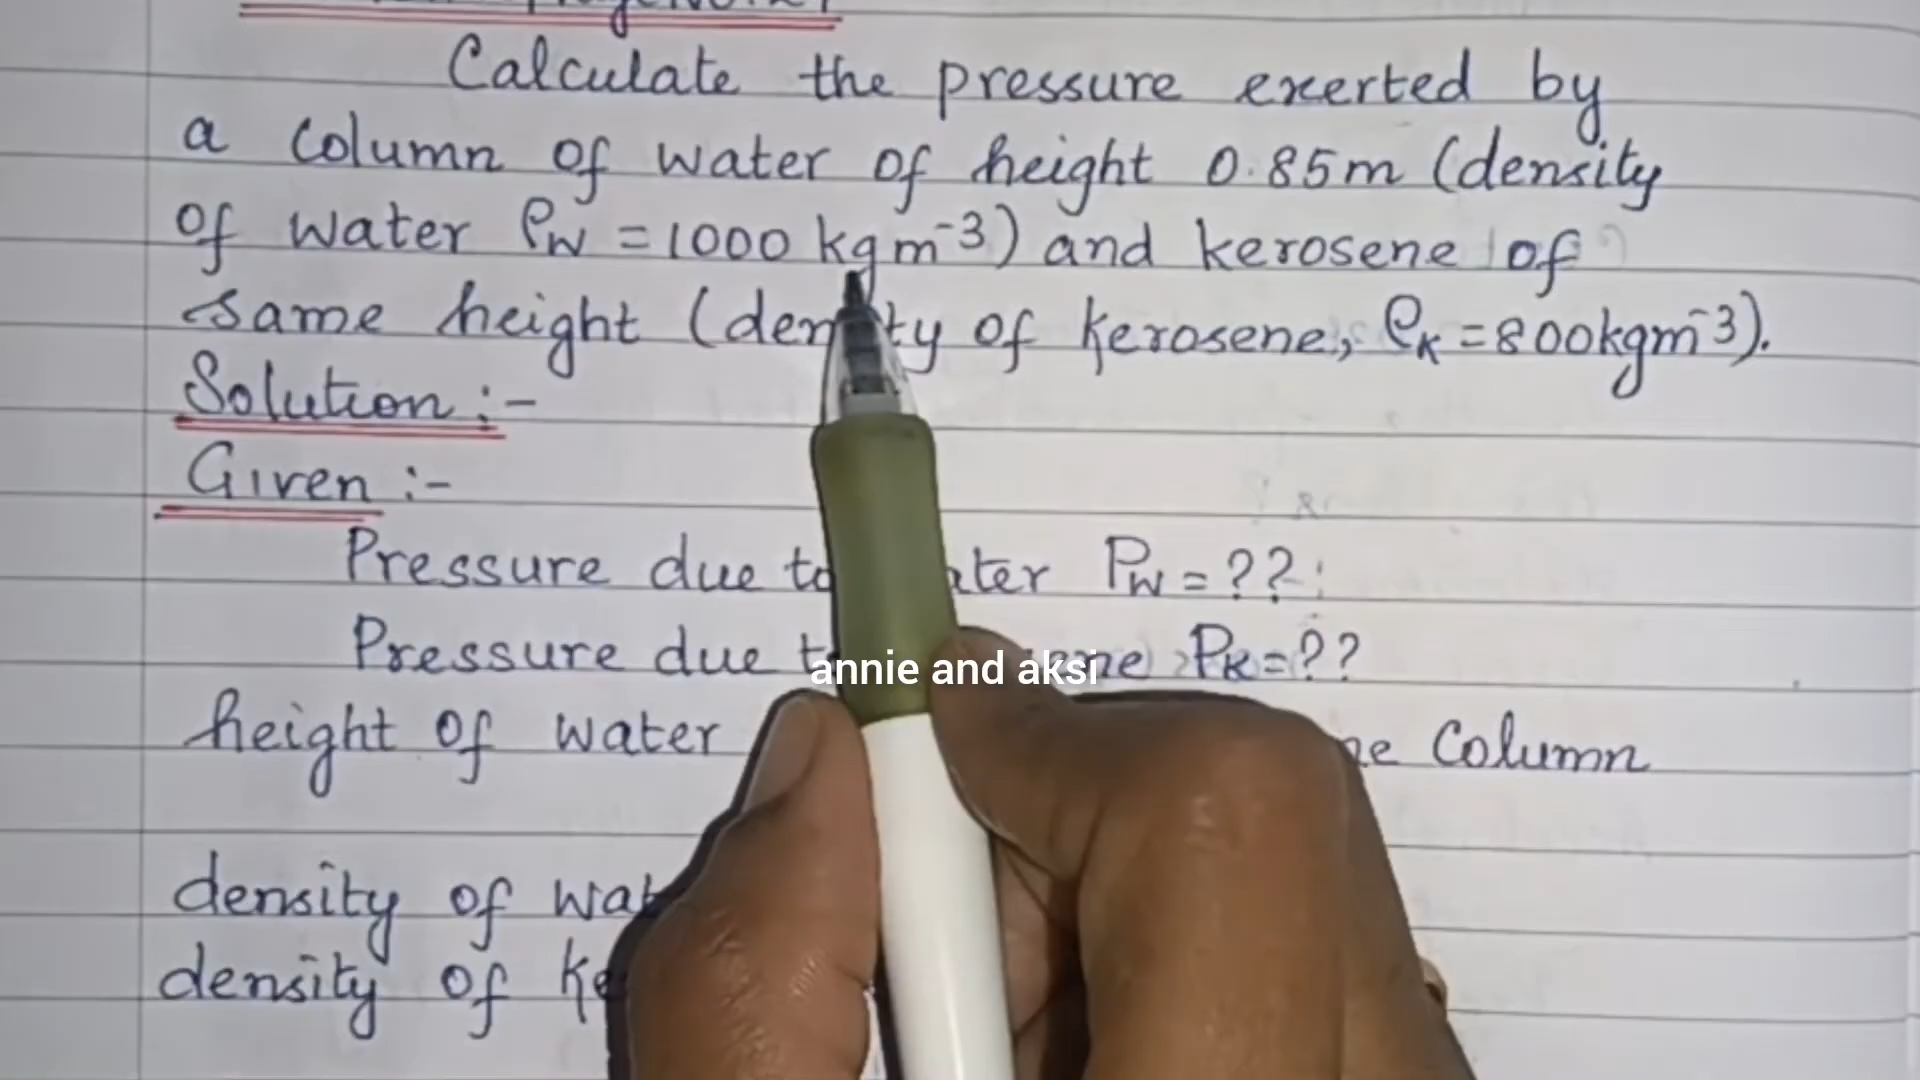 Calculate the pressure exerted by
a column of water of height 0.85m (density
of water ρw = 1000 kgm⁻³) and kerosene of
same height (density of kerosene, ρK = 800kgm⁻³).
Solution :-
Given :-
Pressure due to water Pw = ??
Pressure due PK = ??
annie and aksi
height of water column
density of
density of